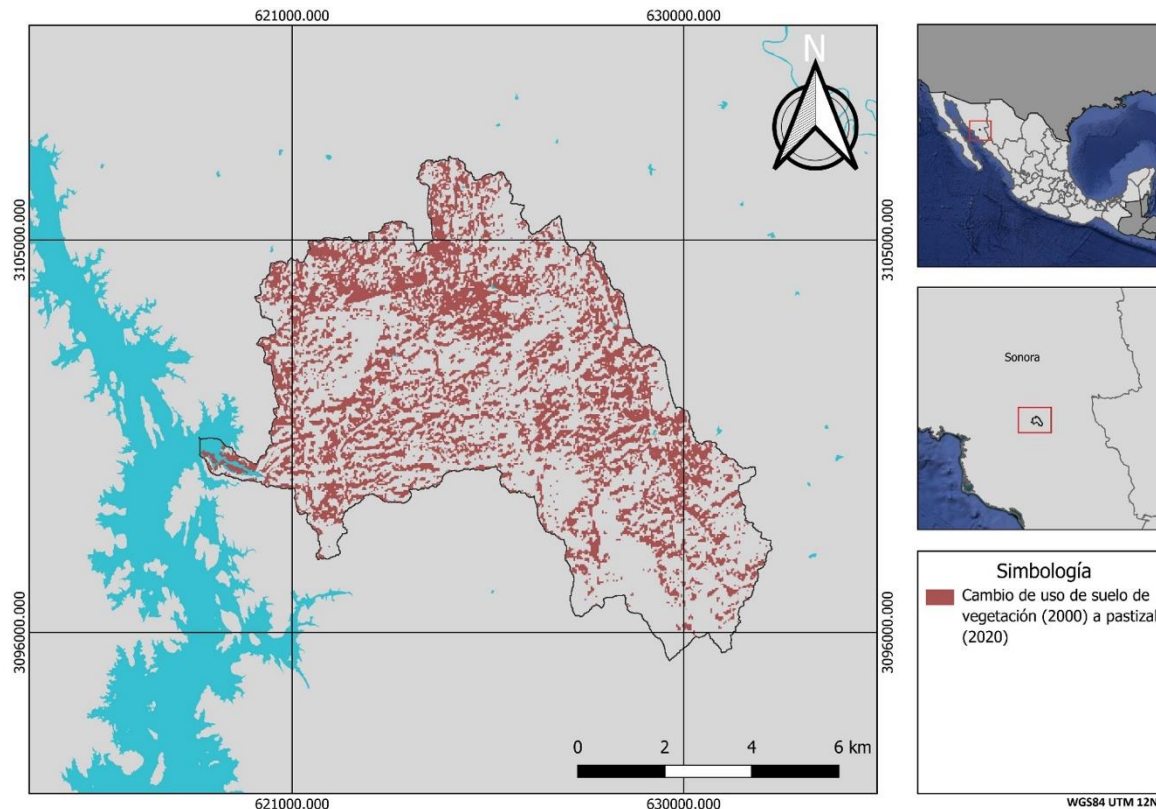 621000.000
630000.000
N
3105000.000
3105000.000
3096000.000
3096000.000
0 2 4 6 km
621000.000
630000.000
Sonora
Simbología
Cambio de uso de suelo de
vegetación (2000) a pastizal
(2020)
WGS84 UTM 12N